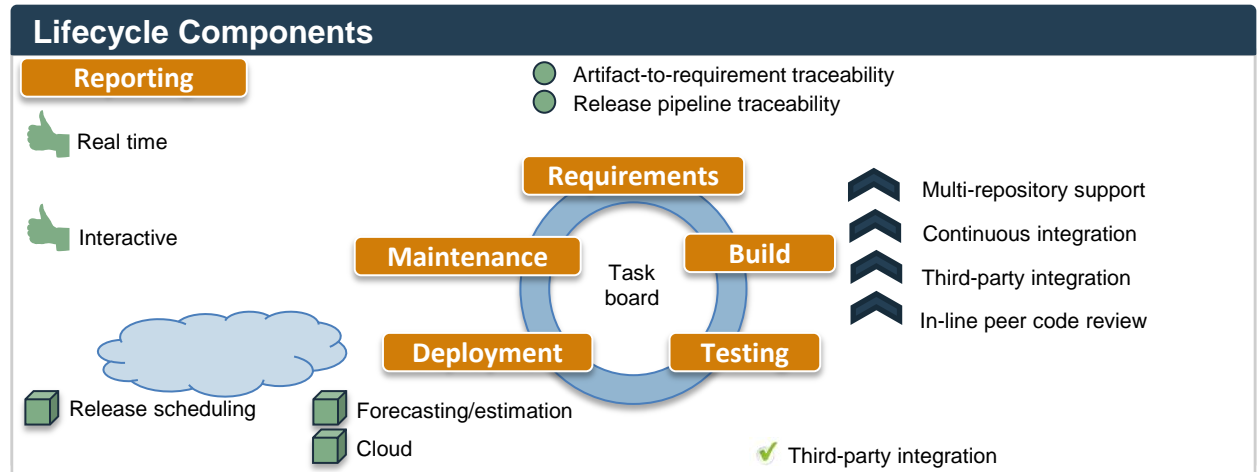 Lifecycle Components
Reporting
Artifact-to-requirement traceability
Release pipeline traceability
Real time
Interactive
Requirements
Maintenance
Build
Task
board
Deployment
Testing
Multi-repository support
Continuous integration
Third-party integration
In-line peer code review
Release scheduling
Forecasting/estimation
Cloud
Third-party integration